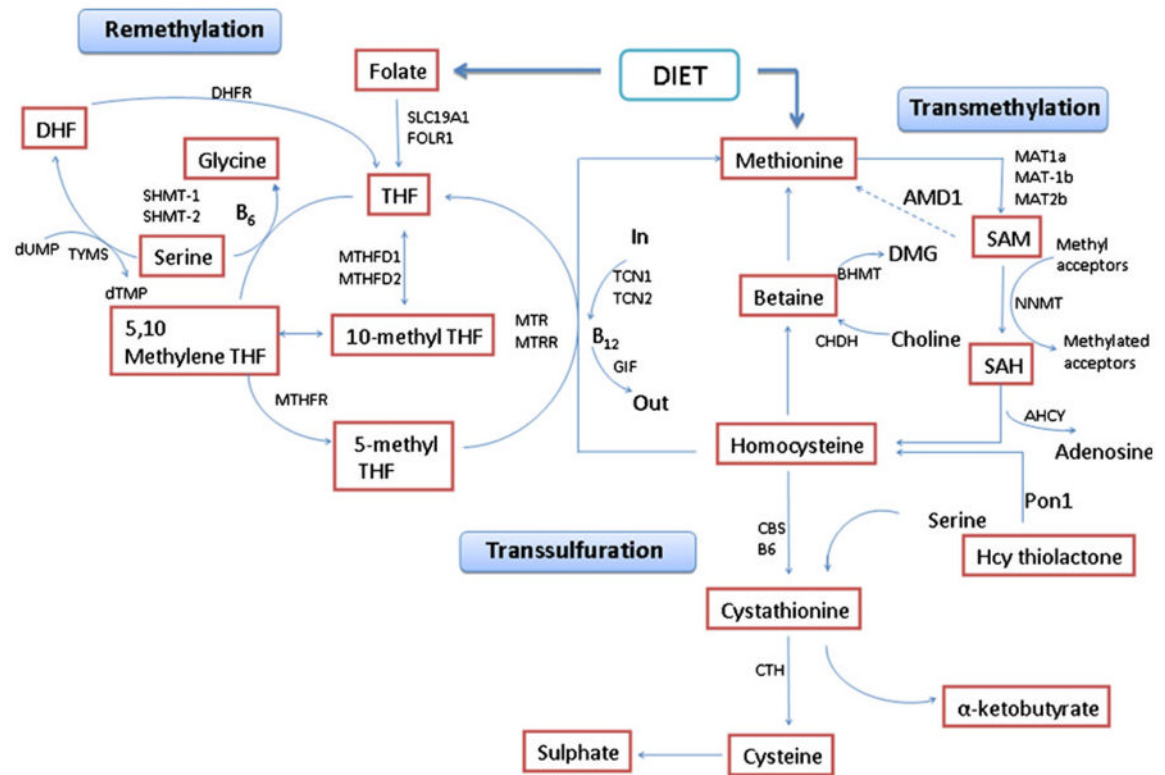 Remethylation
Folate
DIET
Transmethylation
DHFR
DHF
SLC19A1
FOLR1
Glycine
Methionine
MAT1a
MAT-1b
MAT2b
SHMT-1
SHMT-2
B6
THF
AMD1
dUMP
TYMS
Serine
In
SAM
Methyl
acceptors
MTHFD1
MTHFD2
TCN1
TCN2
DMG
BHMT
Betaine
dTMP
NNMT
5,10
Methylene THF
10-methyl THF
MTR
MTRR
B12
CHDH
Choline
Methylated
acceptors
GIF
SAH
MTHFR
Out
AHCY
5-methyl
THF
Homocysteine
Adenosine
Pon1
CBS
B6
Serine
Transsulfuration
Hcy thiolactone
Cystathionine
CTH
α-ketobutyrate
Sulphate
Cysteine